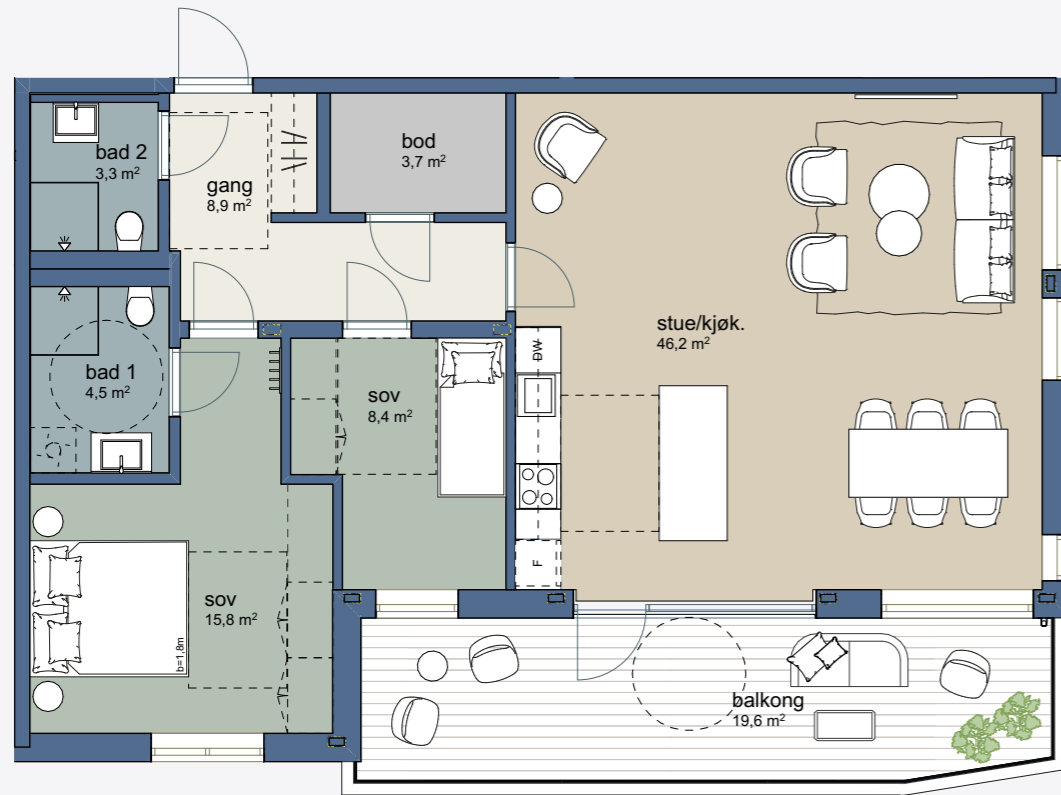 bad 2
3,3 m²
gang
8,9 m²
bod
3,7 m²
stue/kjøk.
46,2 m²
DW
bad 1
4,5 m²
sov
8,4 m²
F
sov
15,8 m²
b=1,8m
balkong
19,6 m²